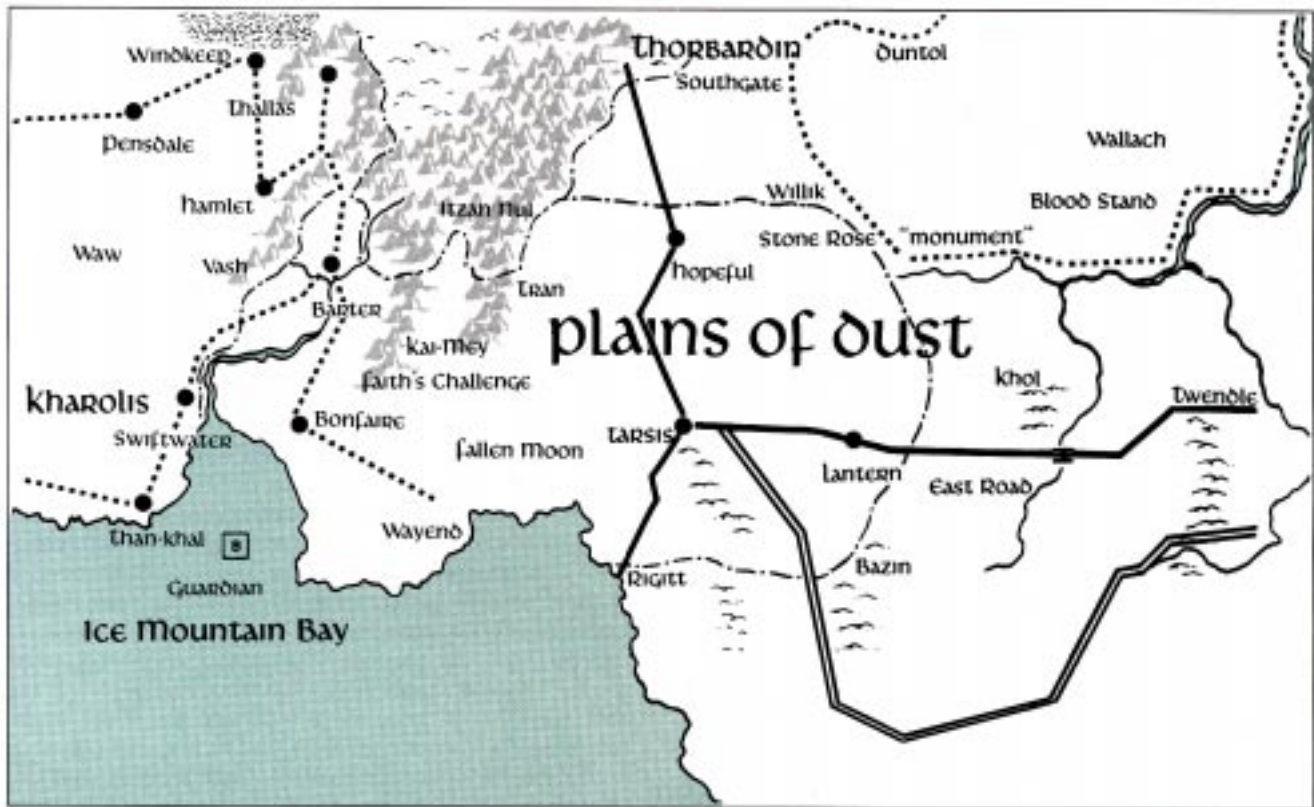 Windkeep
Thorbardin
Duntol
Southgate
Thallas
Pensdale
Wallach
Hamlet
Itzan Nul
Willik
Blood Stand
Stone Rose
"monument"
Waw
Vash
Hopeful
Tran
Barter
Plains of Dust
Kai-Mey
Faith's Challenge
Khol
Twendle
Kharolis
Swiftwater
Bonfaire
Tarsis
Fallen Moon
Lantern
East Road
Than-Khal
Wayend
Guardian
Rigitt
Bazin
Ice Mountain Bay